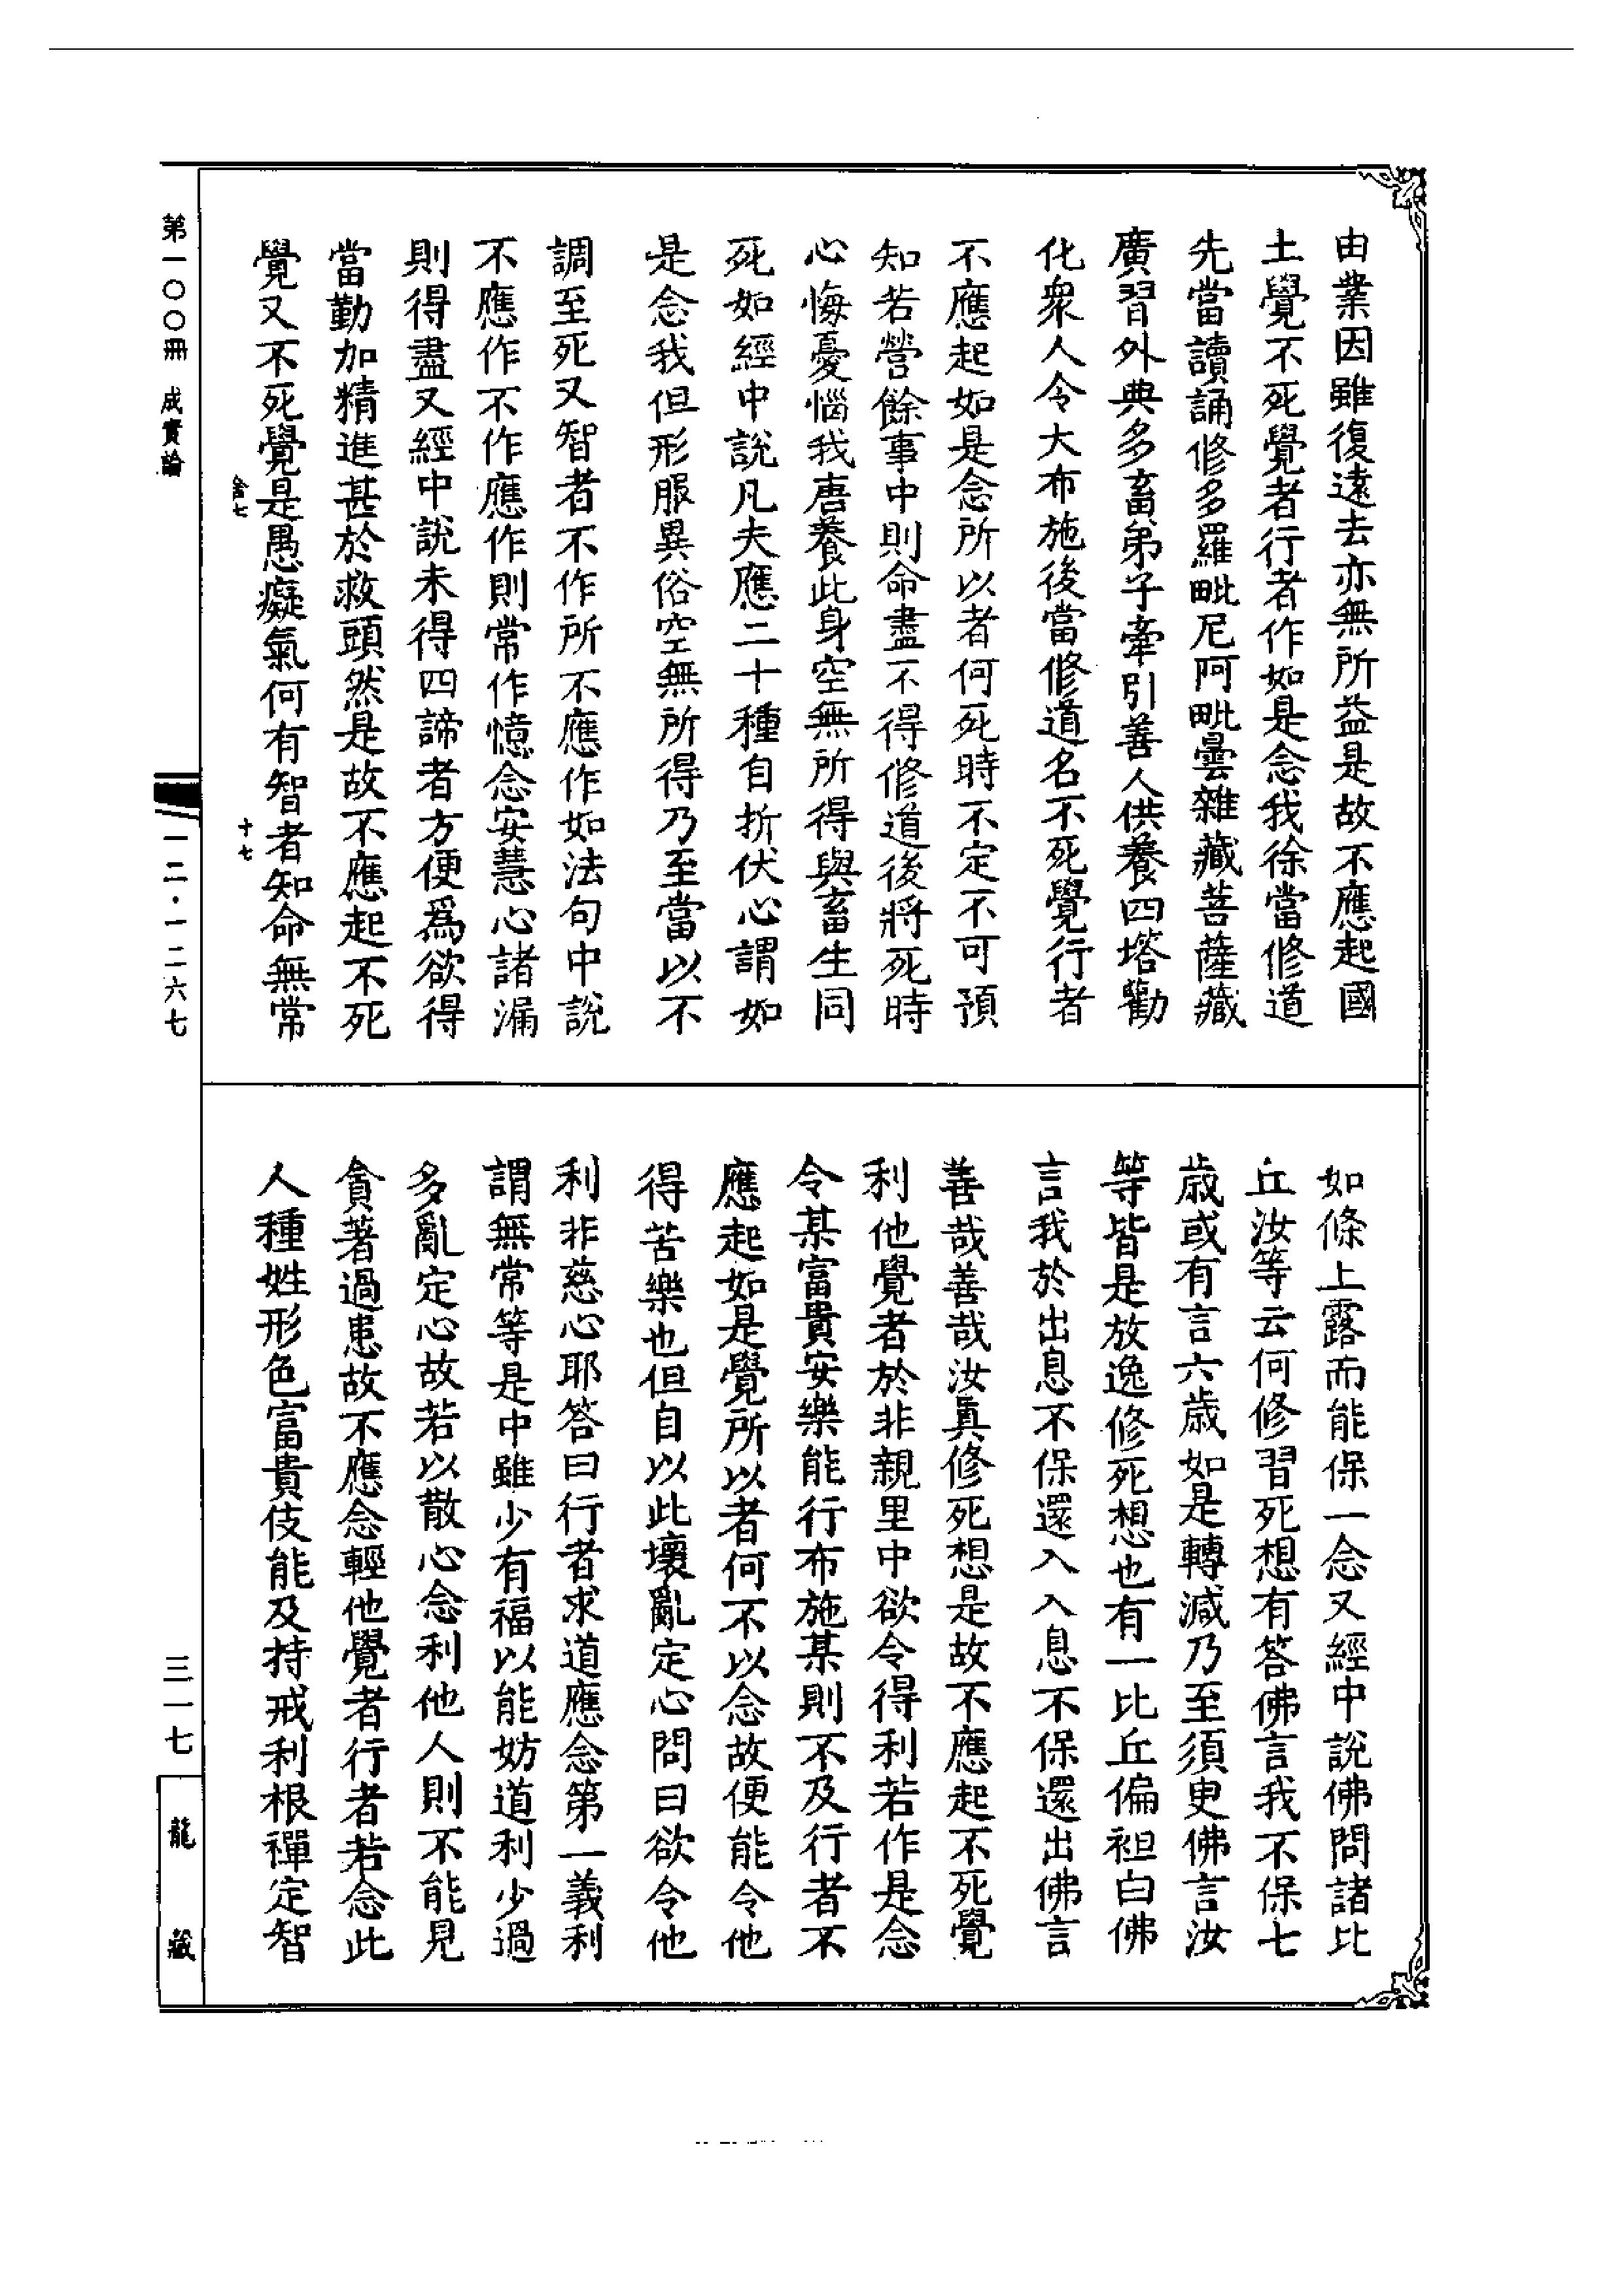 由業因雖復遠去亦無所益是故不應起國
土覺不死覺者行者作如是念我徐當修道
先當讀誦修多羅毗尼阿毗曇雜藏菩薩藏
廣習外典多畜弟子牽引善人供養四塔勸
化衆人令大布施後當修道名不死覺行者
不應起如是念所以者何死時不定不可預
知若營餘事中則命盡不得修道後將死時
心悔憂惱我唐養此身空無所得與畜生同
死如經中說凡夫應二十種自折伏心謂如
是念我但形服異俗空無所得乃至當以不
調至死又智者不作所不應作如法句中說
不應作不作應作則常作憶念安慧心諸漏
則得盡又經中說未得四諦者方便爲欲得
當勤加精進甚於救頭然是故不應起不死
覺又不死覺是愚癡氣何有智者知命無常
舍七
十七
如條上露而能保一念又經中說佛問諸比
丘汝等云何修習死想有答佛言我不保七
歲或有言六歲如是轉減乃至須臾佛言汝
等皆是放逸修死想也有一比丘偏袒白佛
言我於出息不保還入入息不保還出佛言
善哉善哉汝真修死想是故不應起不死覺
利他覺者於非親里中欲令得利若作是念
令某富貴安樂能行布施某則不及行者不
應起如是覺所以者何不以念故便能令他
得苦樂也但自以此壞亂定心問曰欲令他
利非慈心耶答曰行者求道應念第一義利
謂無常等是中雖少有福以能妨道利少過
多亂定心故若以散心念利他人則不能見
貪著過患故不應念輕他覺者行者若念此
人種姓形色富貴伎能及持戒利根禪定智
第一〇〇冊 成實論
一二·一二六七
三一七
龍藏